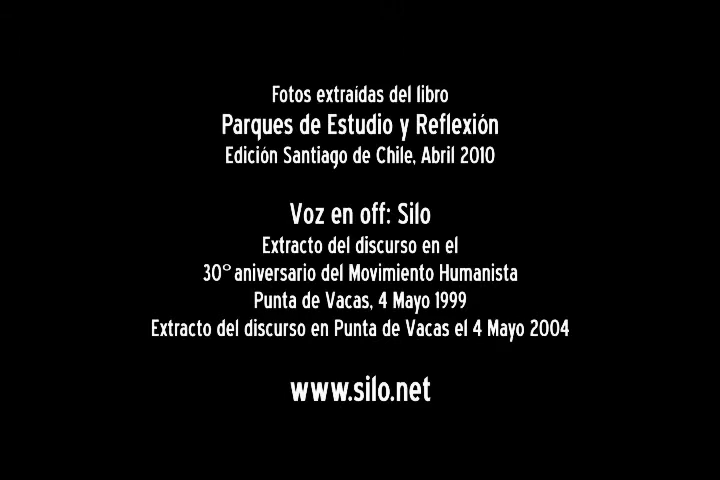 Fotos extraídas del libro
Parques de Estudio y Reflexión
Edición Santiago de Chile, Abril 2010
Voz en off: Silo
Extracto del discurso en el
30° aniversario del Movimiento Humanista
Punta de Vacas, 4 Mayo 1999
Extracto del discurso en Punta de Vacas el 4 Mayo 2004
www.silo.net